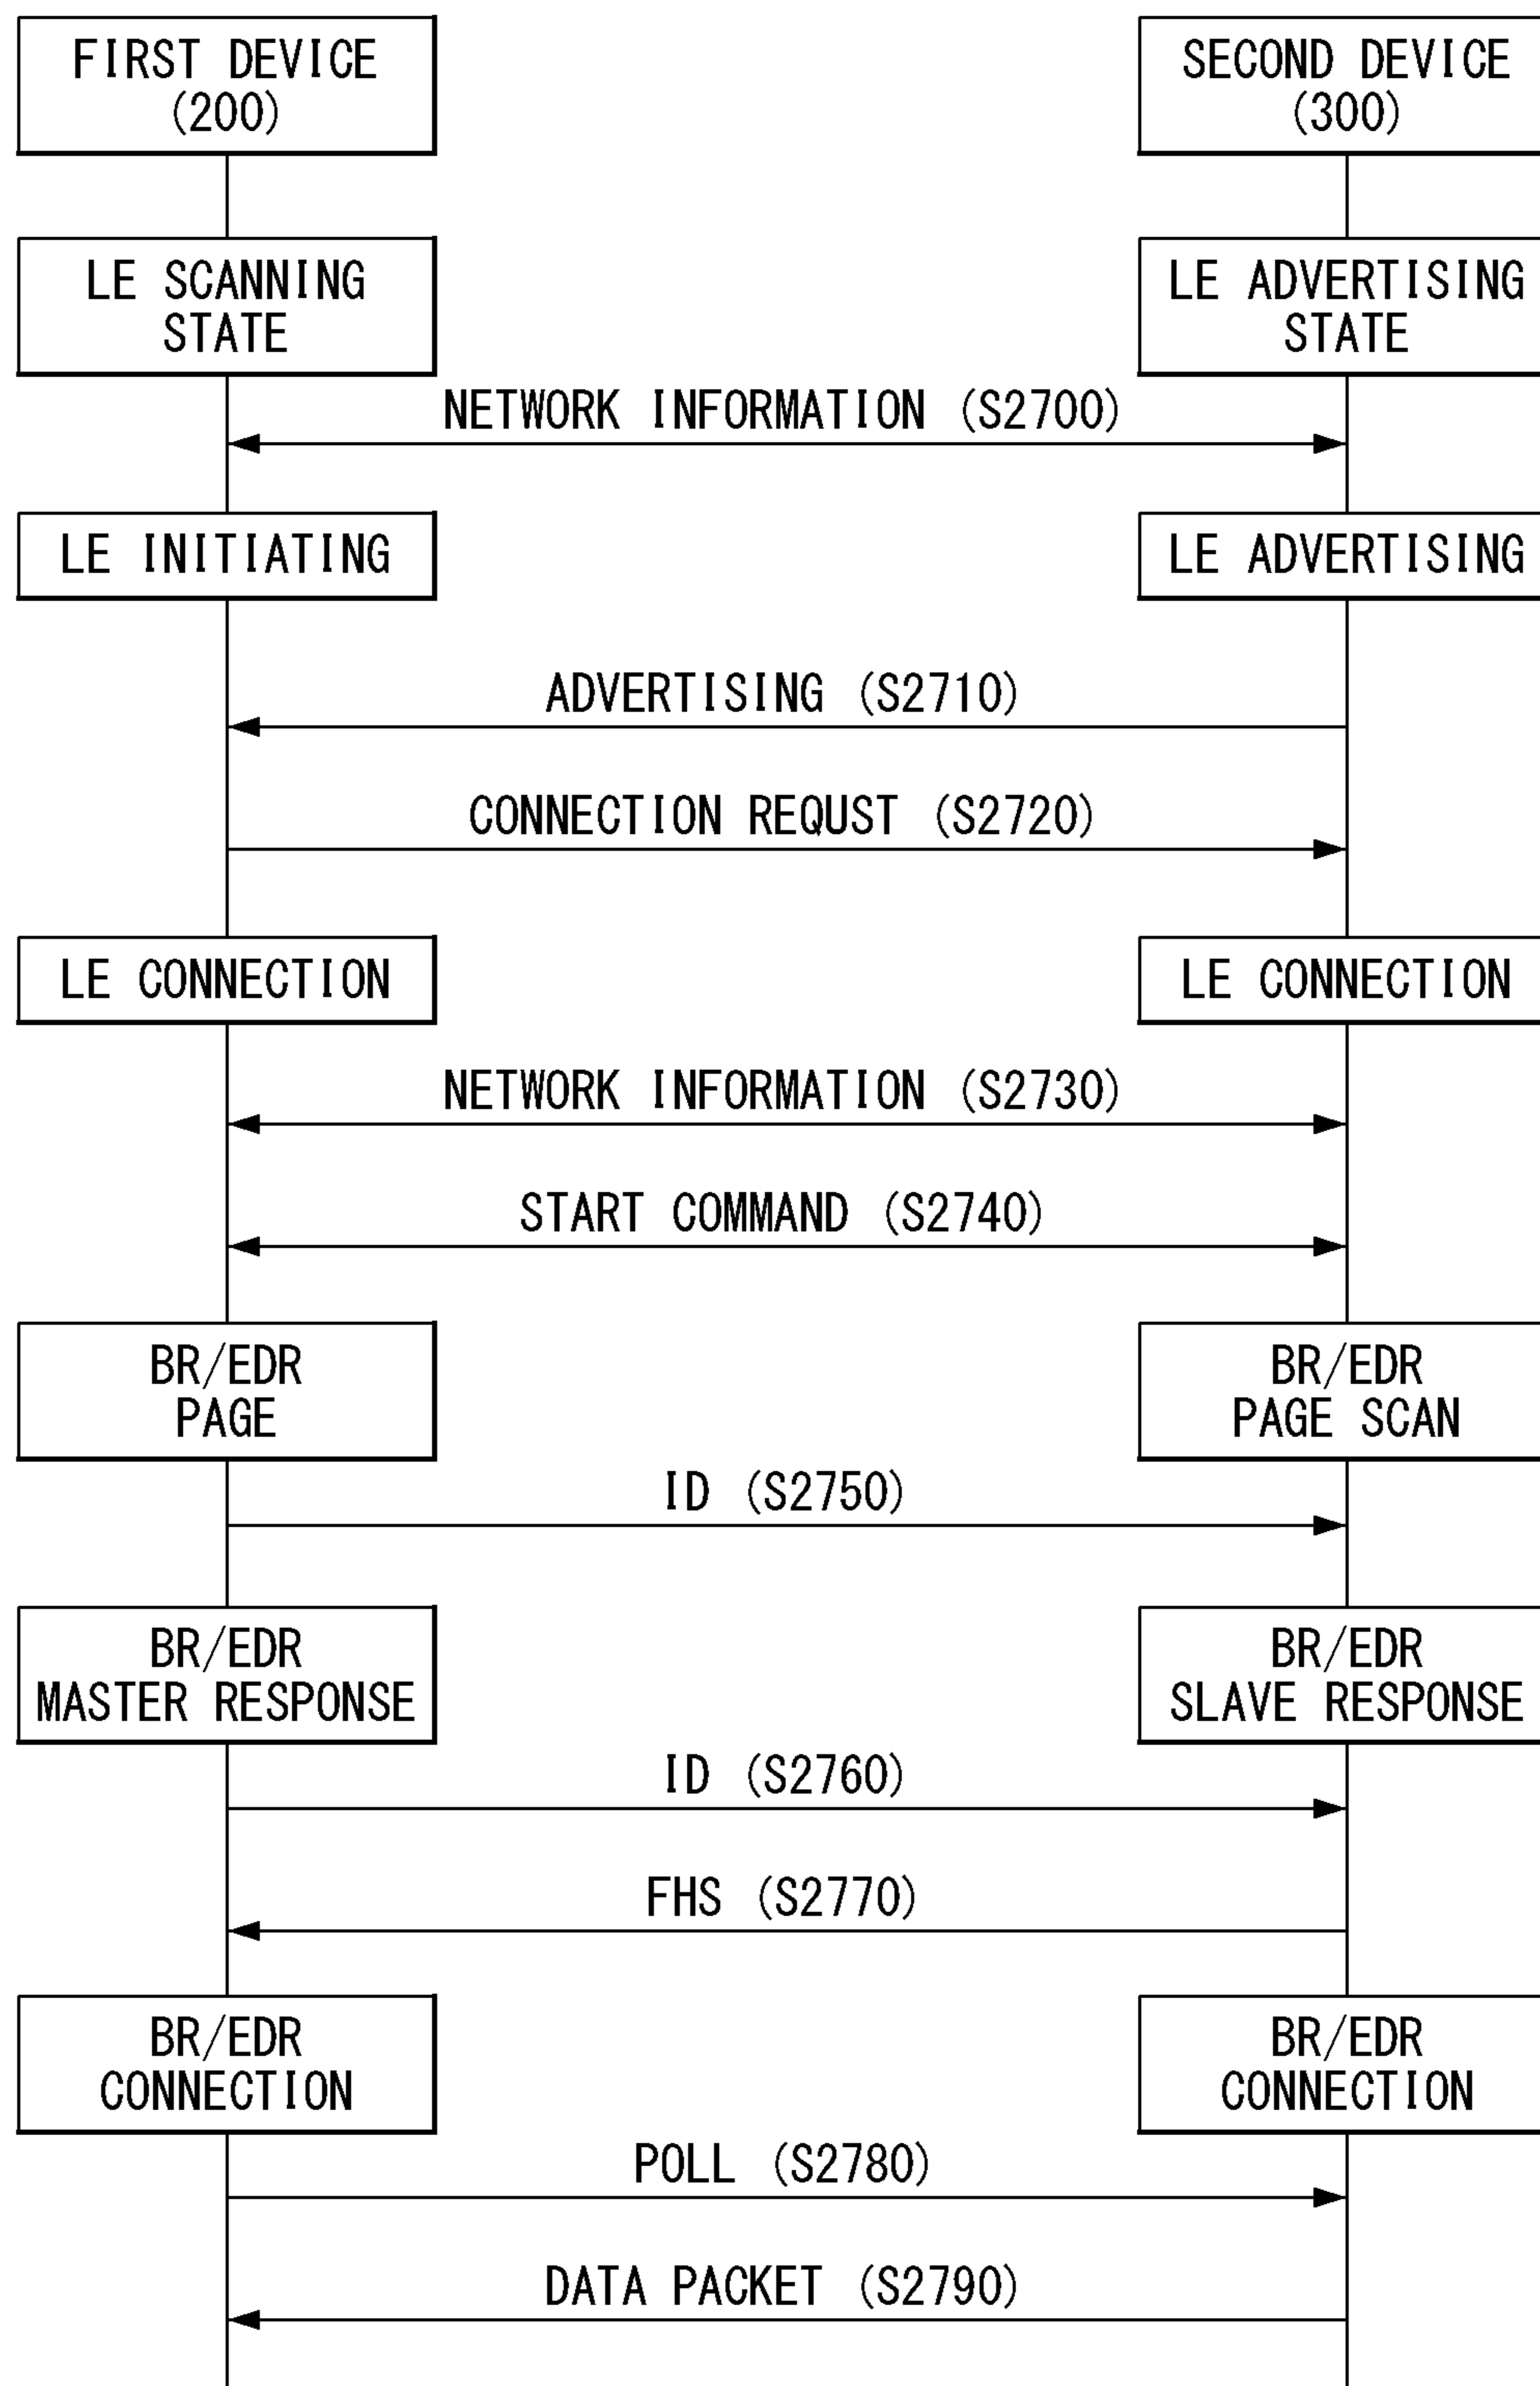 FIRST DEVICE
(200)
SECOND DEVICE
(300)
LE SCANNING
STATE
LE ADVERTISING
STATE
NETWORK INFORMATION (S2700)
LE INITIATING
LE ADVERTISING
ADVERTISING (S2710)
CONNECTION REQUST (S2720)
LE CONNECTION
LE CONNECTION
NETWORK INFORMATION (S2730)
START COMMAND (S2740)
BR/EDR
PAGE
BR/EDR
PAGE SCAN
ID (S2750)
BR/EDR
MASTER RESPONSE
BR/EDR
SLAVE RESPONSE
ID (S2760)
FHS (S2770)
BR/EDR
CONNECTION
BR/EDR
CONNECTION
POLL (S2780)
DATA PACKET (S2790)